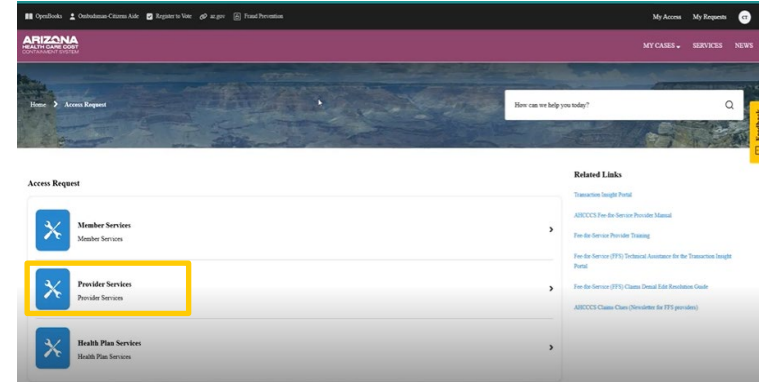 OpenBooks Ombudsman-Citizens Aide Register to Vote az.gov Fraud Prevention My Access My Requests CT
ARIZONA
HEALTH CARE COST
CONTAINMENT SYSTEM
MY CASES SERVICES NEWS
Home > Access Request
How can we help you today?
Feedback
Access Request
Member Services
Member Services
Provider Services
Provider Services
Health Plan Services
Health Plan Services
Related Links
Transaction Insight Portal
AHCCCS Fee-for-Service Provider Manual
Fee-for-Service Provider Training
Fee-for-Service (FFS) Technical Assistance for the Transaction Insight
Portal
Fee-for-Service (FFS) Claims Denial Edit Resolution Guide
AHCCCS Claims Clues (Newsletter for FFS providers)